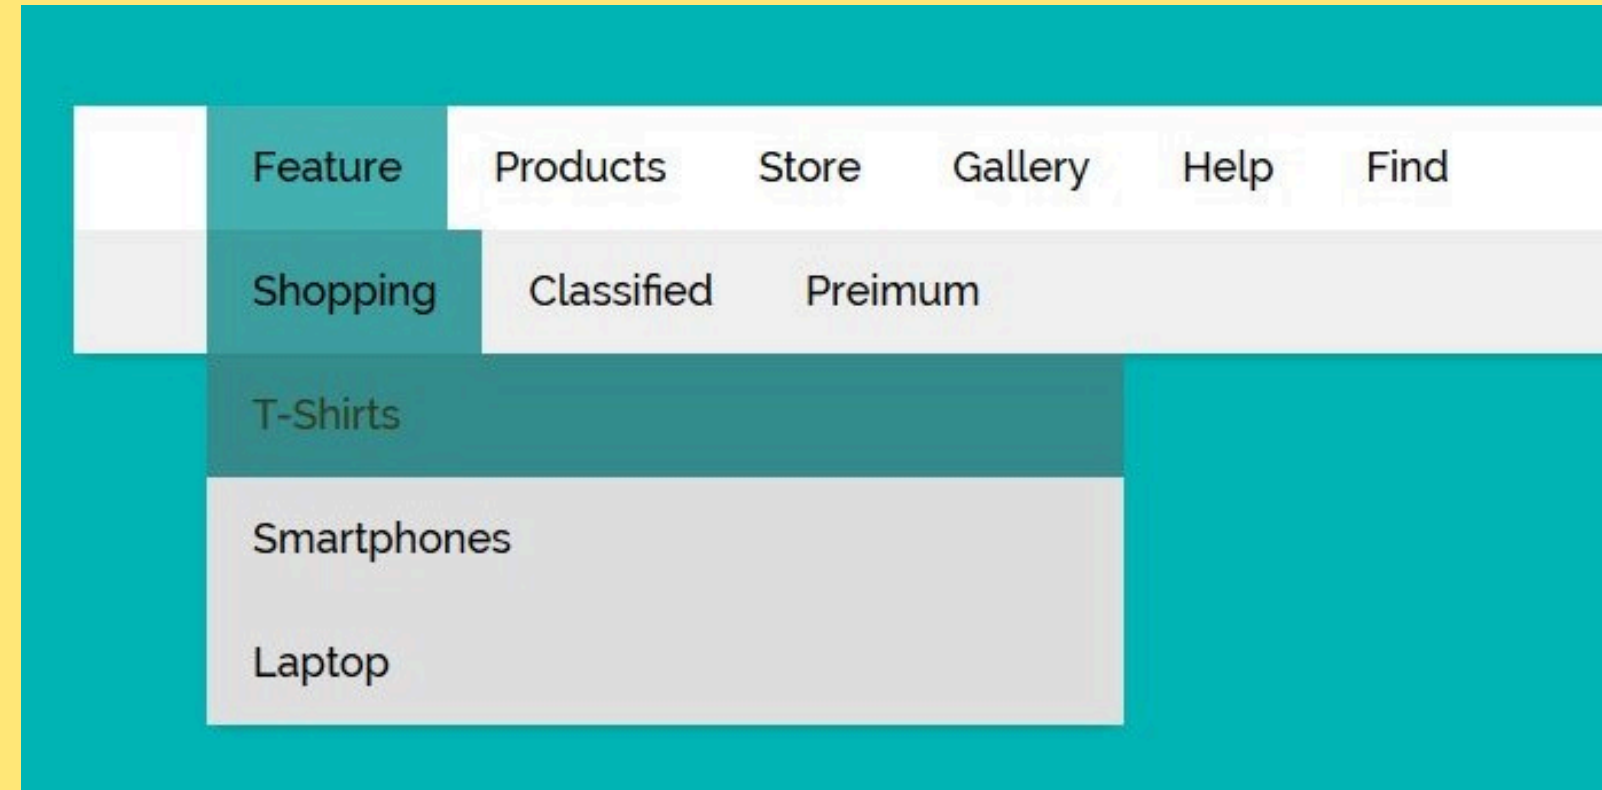 Feature Products Store Gallery Help Find
Shopping Classified Preimum
T-Shirts
Smartphones
Laptop